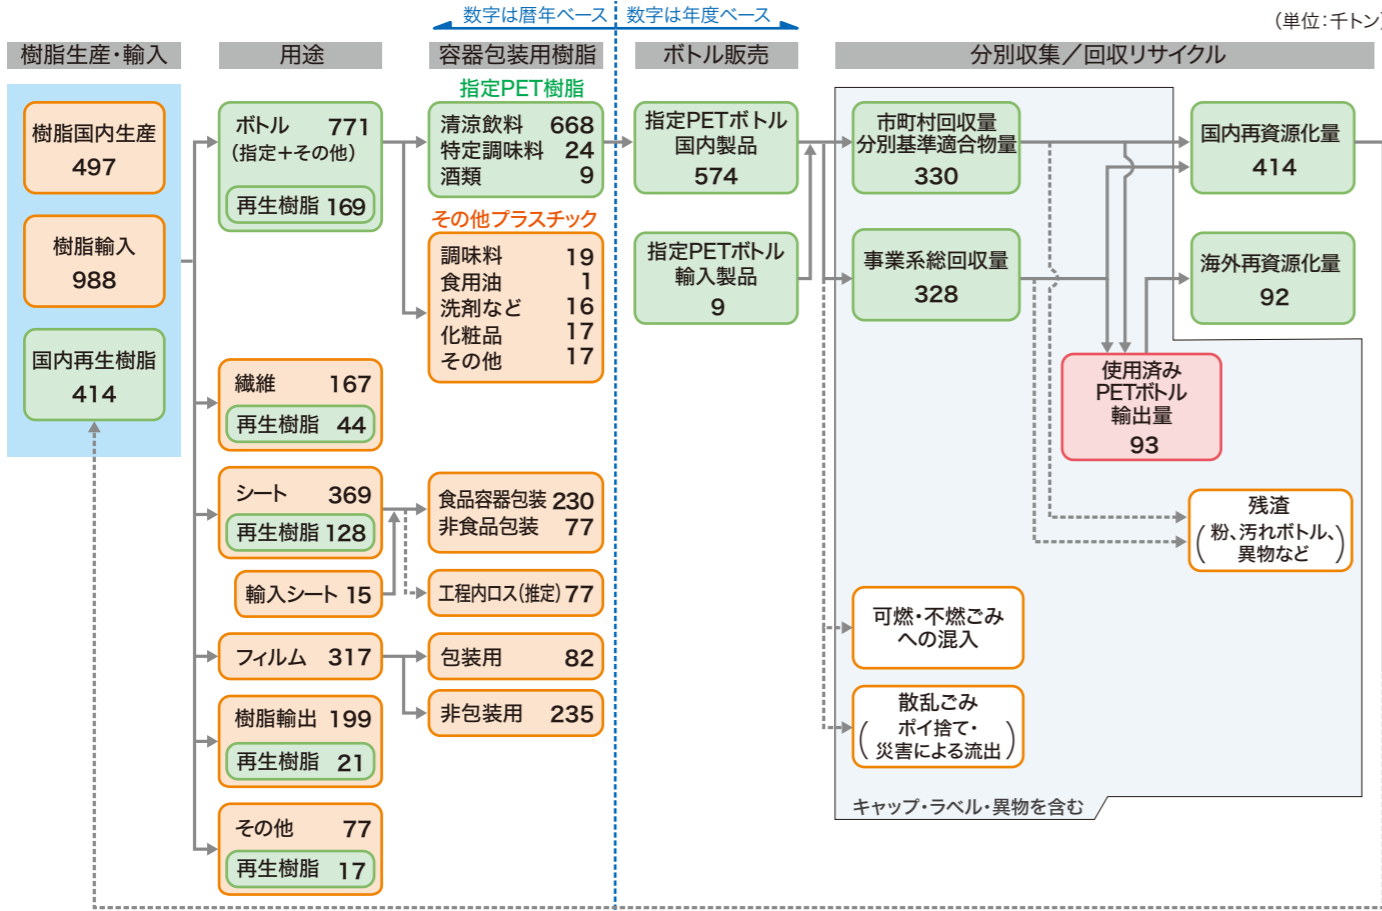 数字は暦年ベース 数字は年度ベース
(単位:千トン)
樹脂生産・輸入
用途
容器包装用樹脂
ボトル販売
分別収集／回収リサイクル
樹脂国内生産
497
樹脂輸入
988
国内再生樹脂
414
ボトル 771
(指定+その他)
再生樹脂 169
繊維 167
再生樹脂 44
シート 369
再生樹脂 128
輸入シート 15
フィルム 317
樹脂輸出 199
再生樹脂 21
その他 77
再生樹脂 17
指定PET樹脂
清涼飲料 668
特定調味料 24
酒類 9
その他プラスチック
調味料 19
食用油 1
洗剤など 16
化粧品 17
その他 17
食品容器包装 230
非食品包装 77
工程内ロス(推定) 77
包装用 82
非包装用 235
指定PETボトル
国内製品
574
指定PETボトル
輸入製品
9
市町村回収量
分別基準適合物量
330
事業系総回収量
328
可燃・不燃ごみ
への混入
散乱ごみ
(ポイ捨て・
災害による流出)
キャップ・ラベル・異物を含む
国内再資源化量
414
海外再資源化量
92
使用済み
PETボトル
輸出量
93
残渣
(粉、汚れボトル、
異物など)